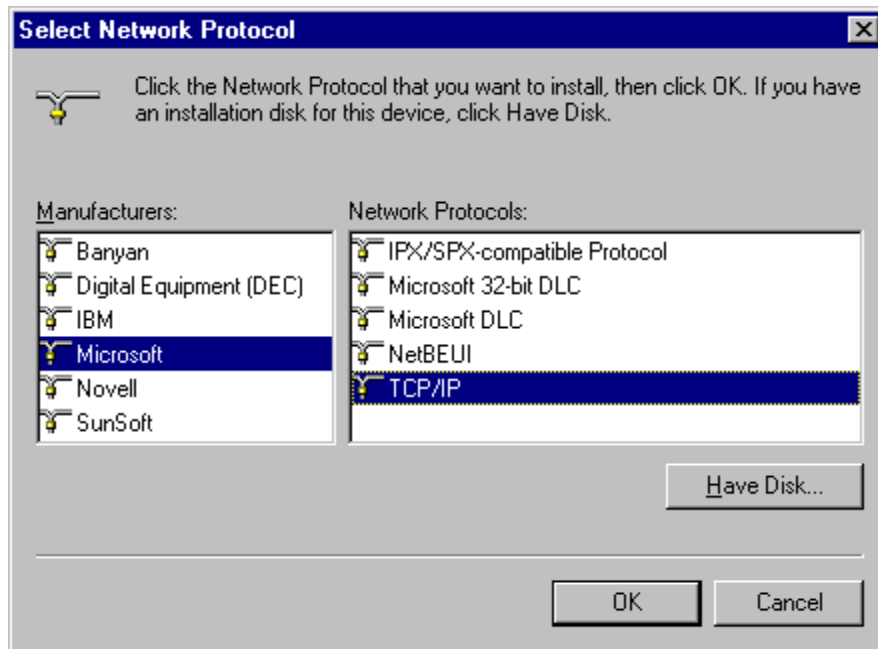 Select Network Protocol
Click the Network Protocol that you want to install, then click OK. If you have
an installation disk for this device, click Have Disk.
Manufacturers:
Banyan
Digital Equipment (DEC)
IBM
Microsoft
Novell
SunSoft
Network Protocols:
IPX/SPX-compatible Protocol
Microsoft 32-bit DLC
Microsoft DLC
NetBEUI
TCP/IP
Have Disk...
OK
Cancel